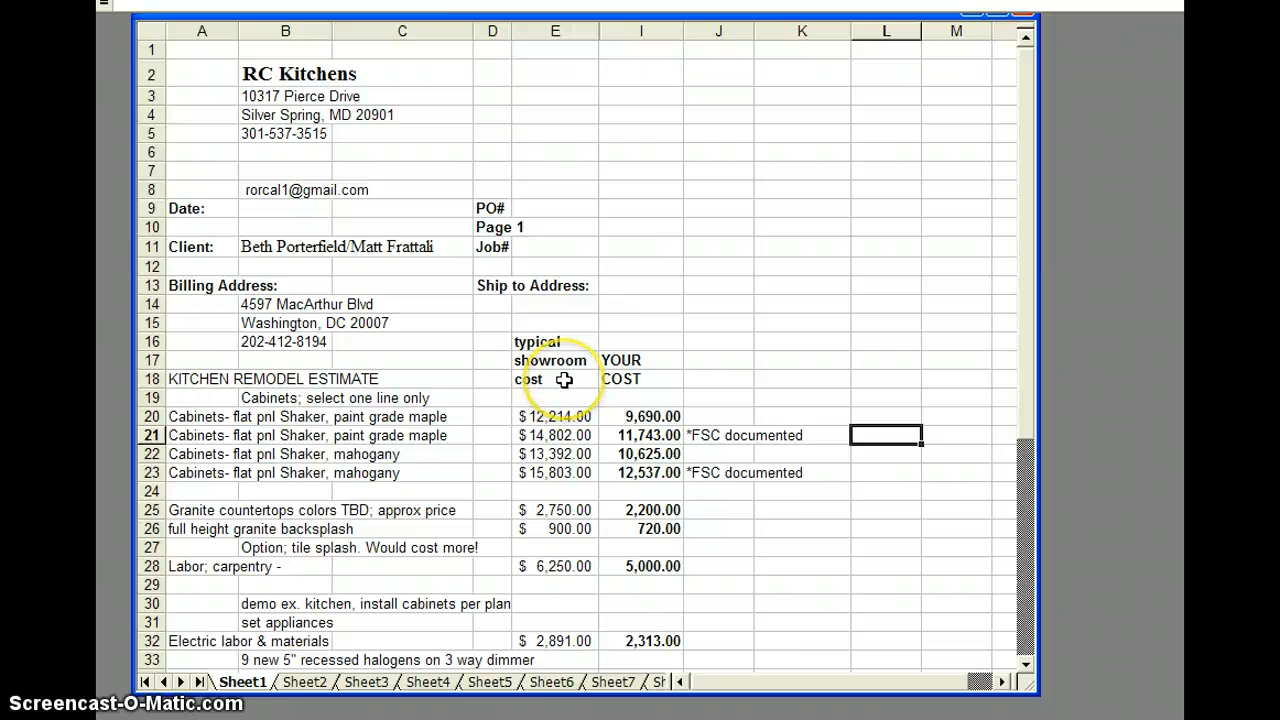 A B C D E I J K L M
1
2 RC Kitchens
3 10317 Pierce Drive
4 Silver Spring, MD 20901
5 301-537-3515
6
7
8 rorcal1@gmail.com
9 Date: PO#
10 Page 1
11 Client: Beth Porterfield/Matt Frattali Job#
12
13 Billing Address: Ship to Address:
14 4597 MacArthur Blvd
15 Washington, DC 20007
16 202-412-8194 typical
17 showroom YOUR
18 KITCHEN REMODEL ESTIMATE cost COST
19 Cabinets; select one line only
20 Cabinets- flat pnl Shaker, paint grade maple $ 12,214.00 9,690.00
21 Cabinets- flat pnl Shaker, paint grade maple $ 14,802.00 11,743.00 *FSC documented
22 Cabinets- flat pnl Shaker, mahogany $ 13,392.00 10,625.00
23 Cabinets- flat pnl Shaker, mahogany $ 15,803.00 12,537.00 *FSC documented
24
25 Granite countertops colors TBD; approx price $ 2,750.00 2,200.00
26 full height granite backsplash $ 900.00 720.00
27 Option; tile splash. Would cost more!
28 Labor; carpentry - $ 6,250.00 5,000.00
29
30 demo ex. kitchen, install cabinets per plan
31 set appliances
32 Electric labor & materials $ 2,891.00 2,313.00
33 9 new 5" recessed halogens on 3 way dimmer
Sheet1 Sheet2 Sheet3 Sheet4 Sheet5 Sheet6 Sheet7 Sh
Screencast-O-Matic.com